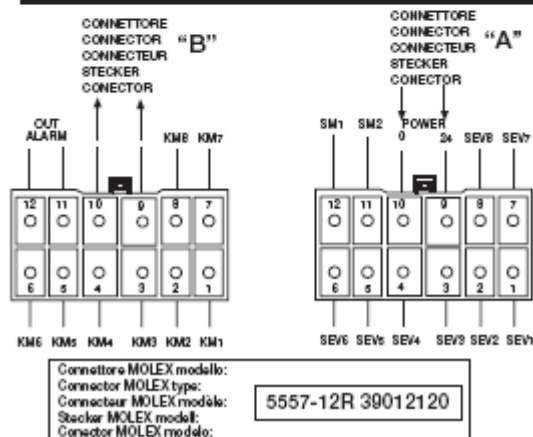 CONNETTORE
CONNECTOR
CONNECTEUR
STECKER
CONECTOR
“B”
CONNETTORE
CONNECTOR
CONNECTEUR
STECKER
CONECTOR
“A”
OUT
ALARM
KM8 KM7
SM1 SM2 POWER
0 24 SEV8 SEV7
12 11 10 9 8 7
6 5 4 3 2 1
12 11 10 9 8 7
6 5 4 3 2 1
KM6 KM5 KM4 KM3 KM2 KM1
SEV6 SEV5 SEV4 SEV3 SEV2 SEV1
Connettore MOLEX modello:
Connector MOLEX type:
Connecteur MOLEX modèle:
Stecker MOLEX modell:
Conector MOLEX modelo:
5557-12R 39012120